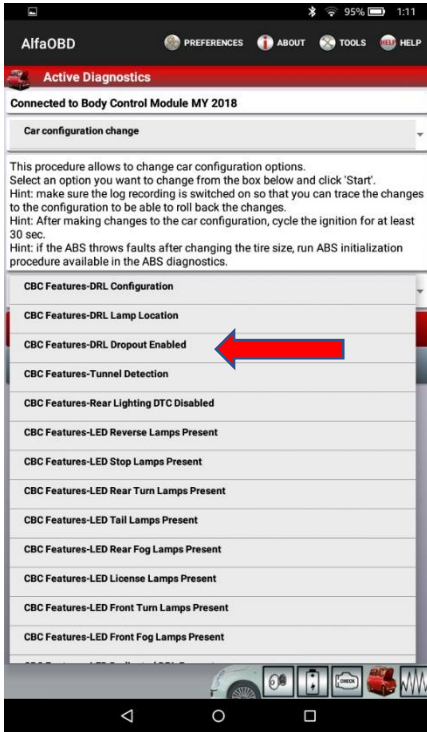 95% 1:11
AlfaOBD PREFERENCES ABOUT TOOLS HELP HELP
Active Diagnostics
Connected to Body Control Module MY 2018
Car configuration change
This procedure allows to change car configuration options.
Select an option you want to change from the box below and click 'Start'.
Hint: make sure the log recording is switched on so that you can trace the changes
to the configuration to be able to roll back the changes.
Hint: After making changes to the car configuration, cycle the ignition for at least
30 sec.
Hint: if the ABS throws faults after changing the tire size, run ABS initialization
procedure available in the ABS diagnostics.
CBC Features-DRL Configuration
CBC Features-DRL Lamp Location
CBC Features-DRL Dropout Enabled
CBC Features-Tunnel Detection
CBC Features-Rear Lighting DTC Disabled
CBC Features-LED Reverse Lamps Present
CBC Features-LED Stop Lamps Present
CBC Features-LED Rear Turn Lamps Present
CBC Features-LED Tail Lamps Present
CBC Features-LED Rear Fog Lamps Present
CBC Features-LED License Lamps Present
CBC Features-LED Front Turn Lamps Present
CBC Features-LED Front Fog Lamps Present
CHECK